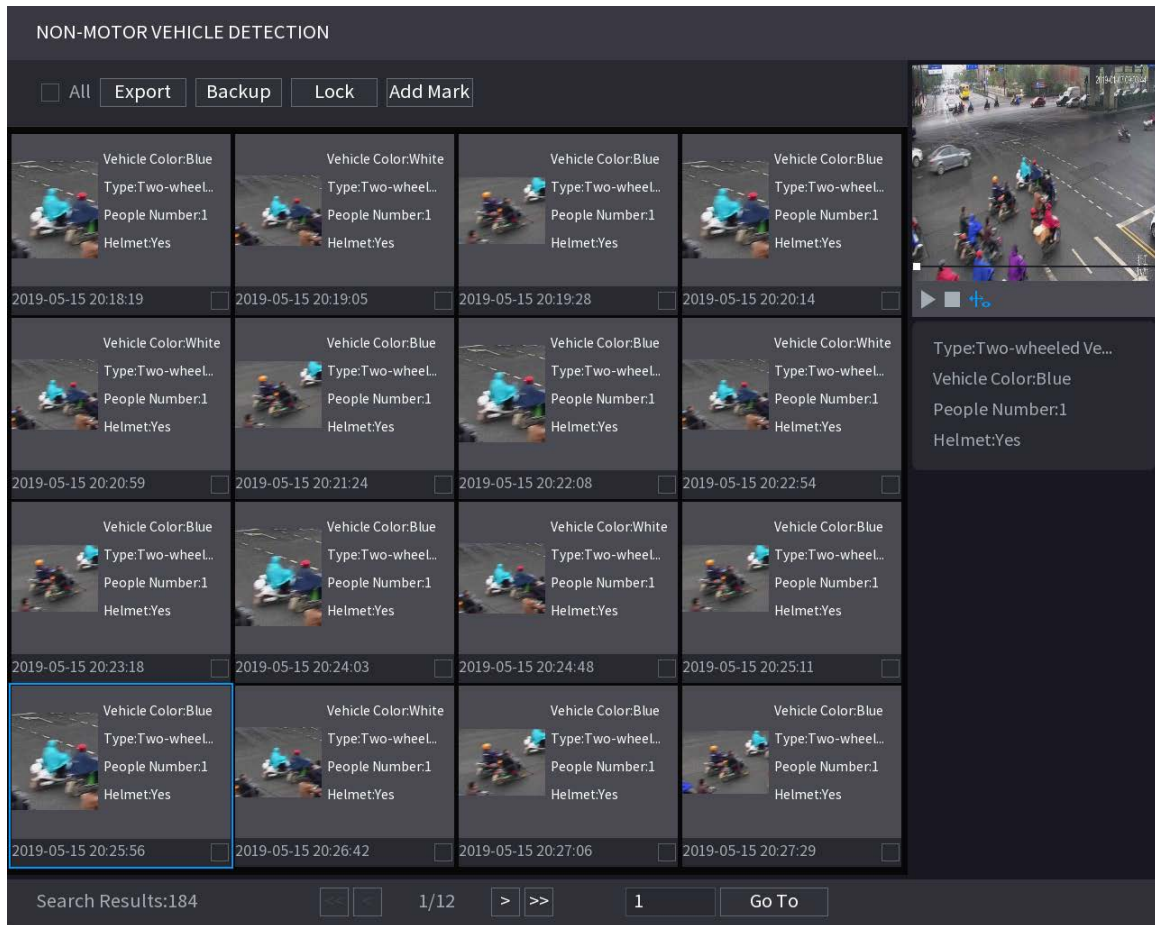 NON-MOTOR VEHICLE DETECTION
All Export Backup Lock Add Mark
Vehicle Color:Blue
Type:Two-wheel...
People Number:1
Helmet:Yes
2019-05-15 20:18:19
Vehicle Color:White
Type:Two-wheel...
People Number:1
Helmet:Yes
2019-05-15 20:19:05
Vehicle Color:Blue
Type:Two-wheel...
People Number:1
Helmet:Yes
2019-05-15 20:19:28
Vehicle Color:Blue
Type:Two-wheel...
People Number:1
Helmet:Yes
2019-05-15 20:20:14
Vehicle Color:White
Type:Two-wheel...
People Number:1
Helmet:Yes
2019-05-15 20:20:59
Vehicle Color:Blue
Type:Two-wheel...
People Number:1
Helmet:Yes
2019-05-15 20:21:24
Vehicle Color:Blue
Type:Two-wheel...
People Number:1
Helmet:Yes
2019-05-15 20:22:08
Vehicle Color:White
Type:Two-wheel...
People Number:1
Helmet:Yes
2019-05-15 20:22:54
Vehicle Color:Blue
Type:Two-wheel...
People Number:1
Helmet:Yes
2019-05-15 20:23:18
Vehicle Color:Blue
Type:Two-wheel...
People Number:1
Helmet:Yes
2019-05-15 20:24:03
Vehicle Color:White
Type:Two-wheel...
People Number:1
Helmet:Yes
2019-05-15 20:24:48
Vehicle Color:Blue
Type:Two-wheel...
People Number:1
Helmet:Yes
2019-05-15 20:25:11
Vehicle Color:Blue
Type:Two-wheel...
People Number:1
Helmet:Yes
2019-05-15 20:25:56
Vehicle Color:White
Type:Two-wheel...
People Number:1
Helmet:Yes
2019-05-15 20:26:42
Vehicle Color:Blue
Type:Two-wheel...
People Number:1
Helmet:Yes
2019-05-15 20:27:06
Vehicle Color:Blue
Type:Two-wheel...
People Number:1
Helmet:Yes
2019-05-15 20:27:29
Type:Two-wheeled Ve...
Vehicle Color:Blue
People Number:1
Helmet:Yes
Search Results:184 << < 1/12 > >> 1 Go To